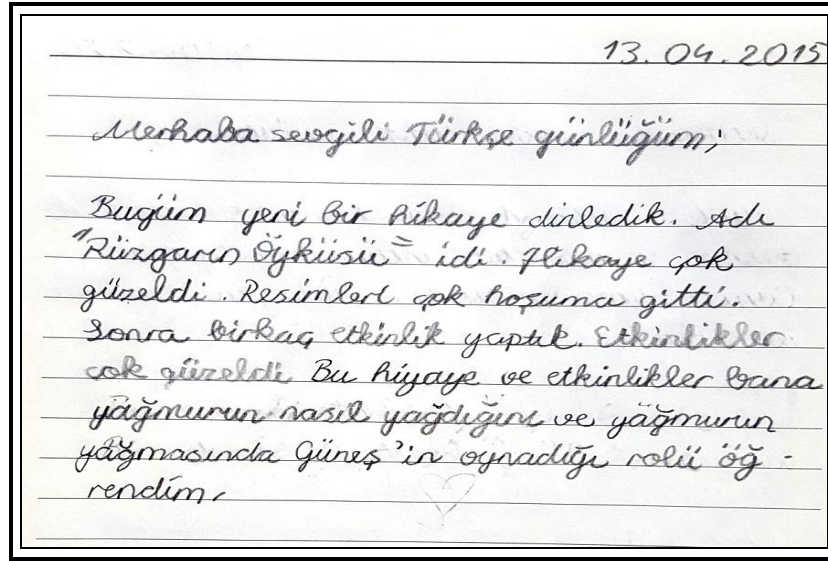 13.04.2015
Merhaba sevgili Türkçe günlüğüm;
Bugüm yeni bir hikaye dinledik. Adı
"Rüzgarın Öyküsü" idi. Hikaye çok
güzeldi. Resimleri çok hoşuma gitti.
Sonra birkaç etkinlik yaptık. Etkinlikler
çok güzeldi Bu hiyaye ve etkinlikler bana
yağmurun nasıl yağdığını ve yağmurun
yağmasında Güneş'in oynadığı rolü öğ-
rendim.